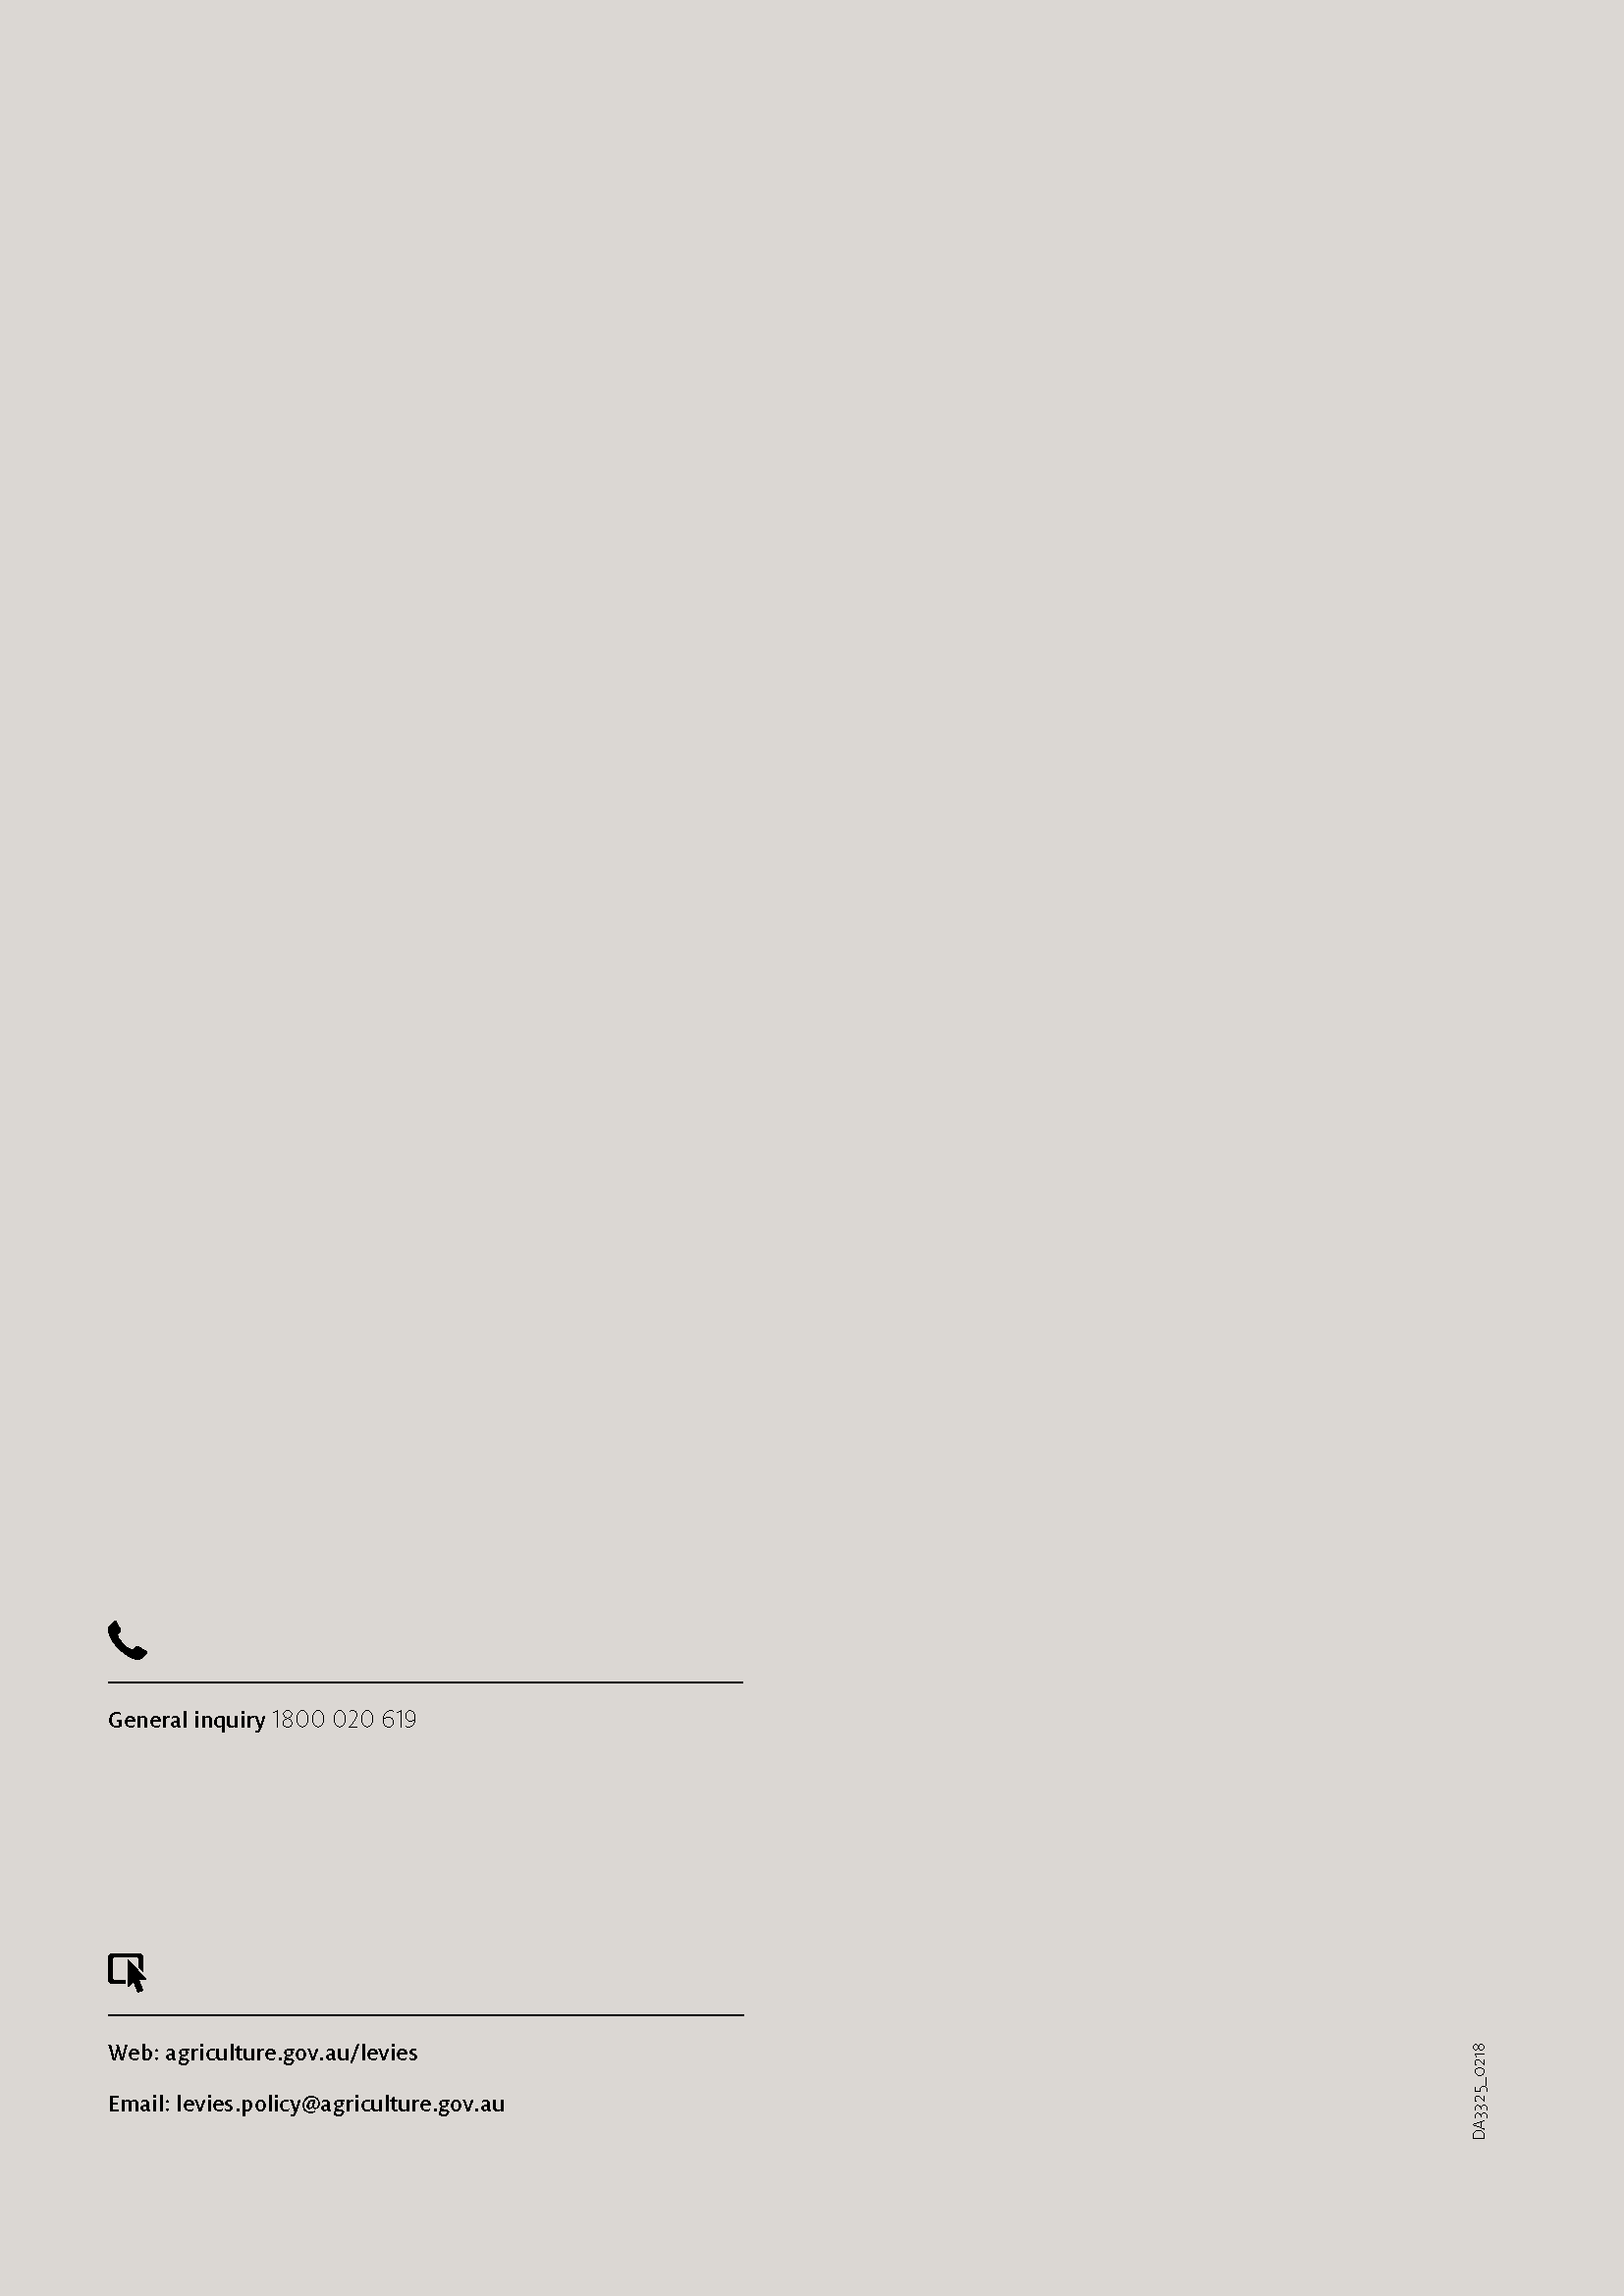 General inquiry 1800 020 619
Web: agriculture.gov.au/levies
Email: levies.policy@agriculture.gov.au
DA3325_0218